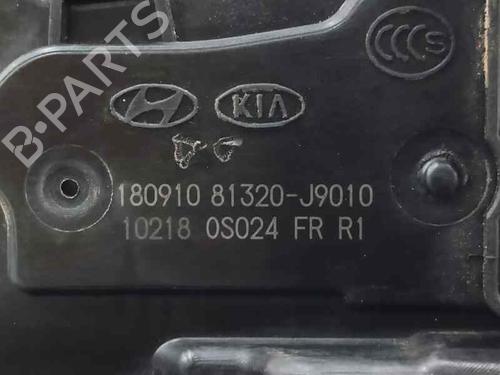 CCC S
KIA
B-PARTS
180910 81320-J9010
10218 0S024 FR R1